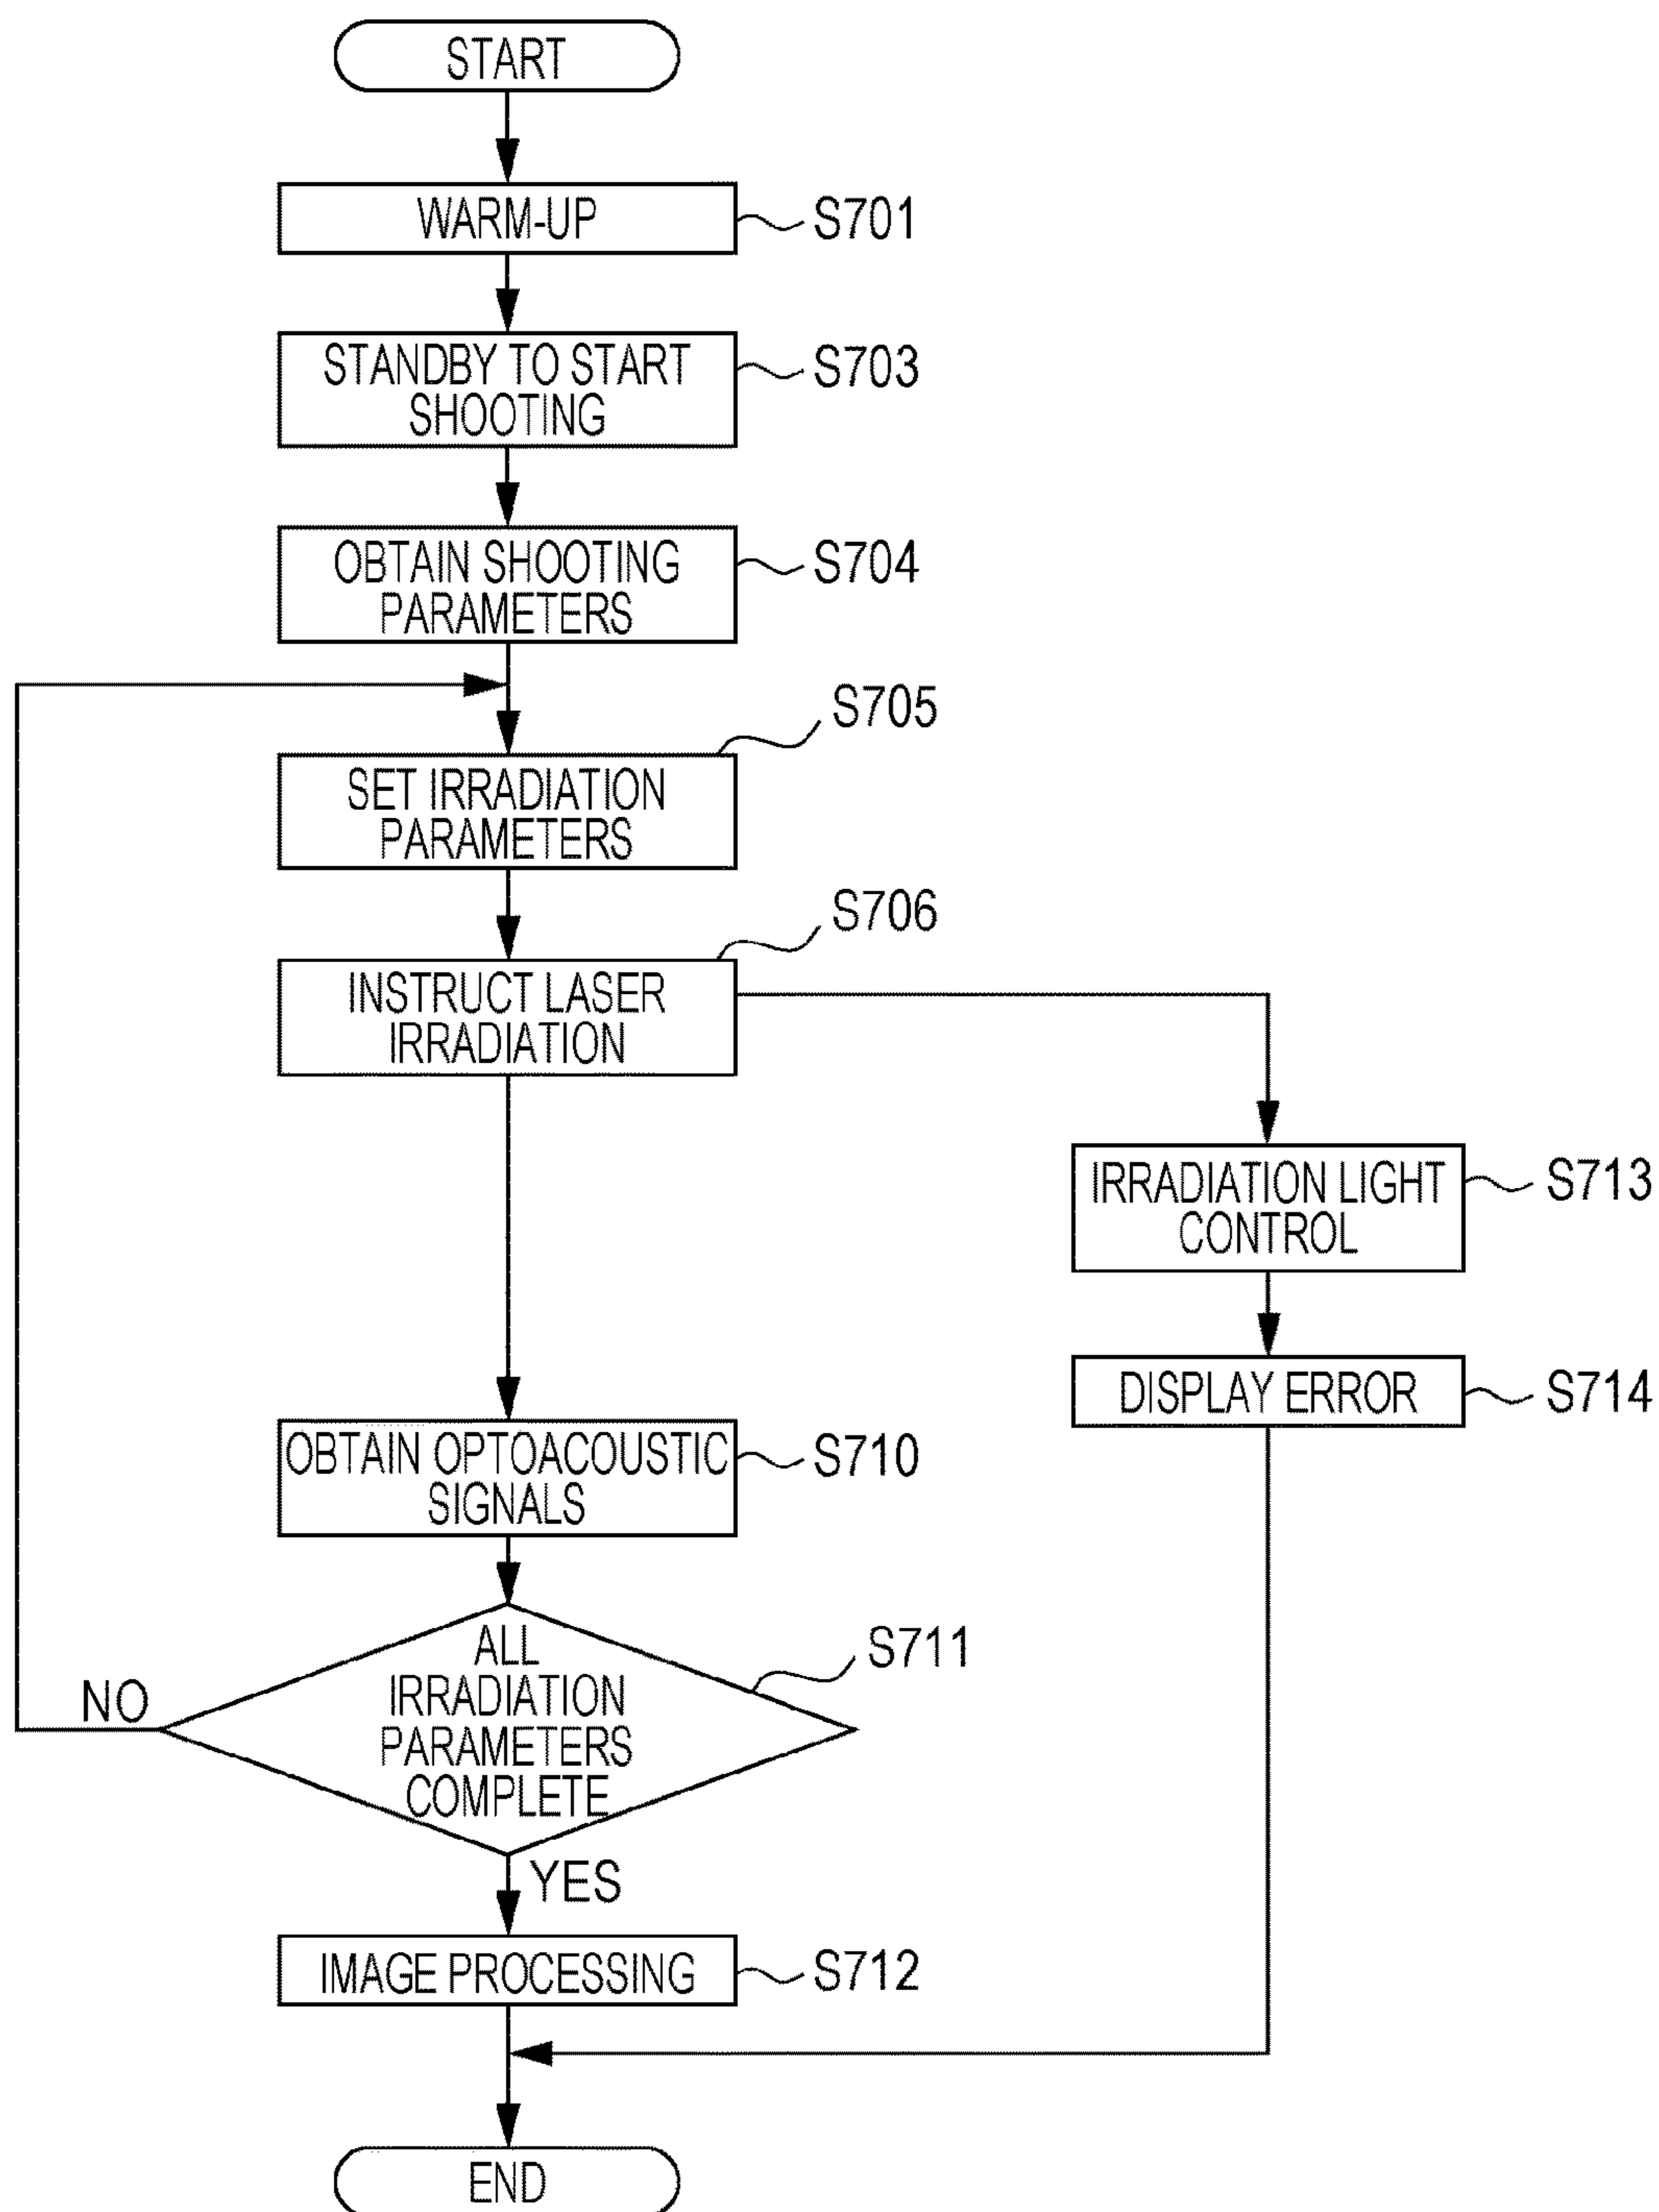 START
WARM-UP
S701
STANDBY TO START
SHOOTING
S703
OBTAIN SHOOTING
PARAMETERS
S704
S705
SET IRRADIATION
PARAMETERS
S706
INSTRUCT LASER
IRRADIATION
IRRADIATION LIGHT
CONTROL
S713
DISPLAY ERROR
S714
OBTAIN OPTOACOUSTIC
SIGNALS
S710
ALL
IRRADIATION
PARAMETERS
COMPLETE
S711
NO
YES
IMAGE PROCESSING
S712
END